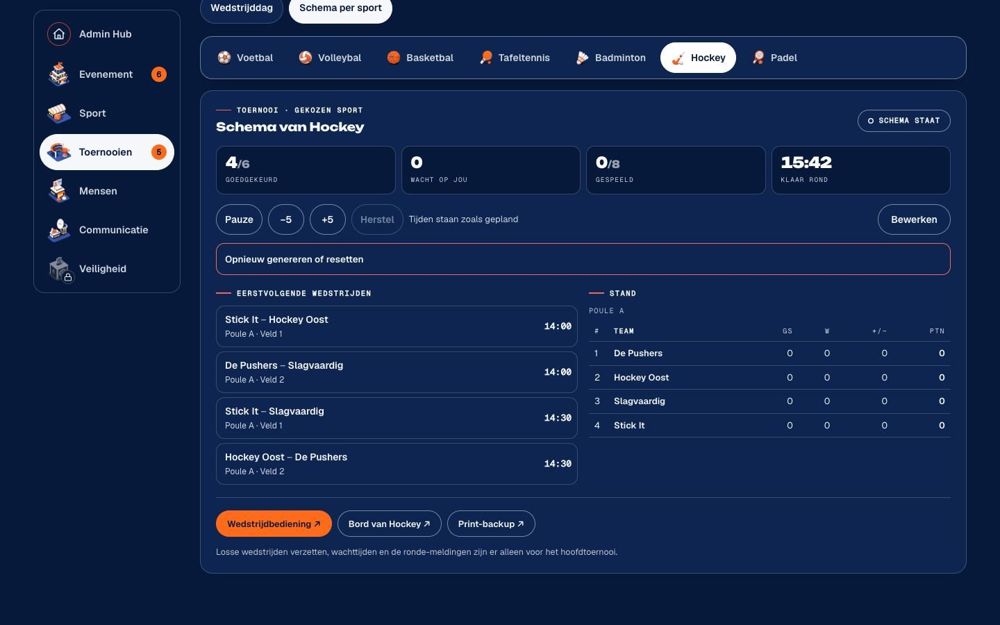 Wedstrijddag
Schema per sport
Admin Hub
Evenement 6
Sport
Toernooien 5
Mensen
Communicatie
Veiligheid
Voetbal
Volleybal
Basketbal
Tafeltennis
Badminton
Hockey
Padel
TOERNOOI · GEKOZEN SPORT
Schema van Hockey
SCHEMA STAAT
4/6
GOEDGEKEURD
0
WACHT OP JOU
0/8
GESPEELD
15:42
KLAAR ROND
Pauze
−5
+5
Herstel
Tijden staan zoals gepland
Bewerken
Opnieuw genereren of resetten
EERSTVOLGENDE WEDSTRIJDEN
Stick It – Hockey Oost
Poule A · Veld 1
14:00
De Pushers – Slagvaardig
Poule A · Veld 2
14:00
Stick It – Slagvaardig
Poule A · Veld 1
14:30
Hockey Oost – De Pushers
Poule A · Veld 2
14:30
STAND
POULE A
# TEAM GS W +/− PTN
1 De Pushers 0 0 0 0
2 Hockey Oost 0 0 0 0
3 Slagvaardig 0 0 0 0
4 Stick It 0 0 0 0
Wedstrijdbediening ↗
Bord van Hockey ↗
Print-backup ↗
Losse wedstrijden verzetten, wachttijden en de ronde-meldingen zijn er alleen voor het hoofdtoernooi.